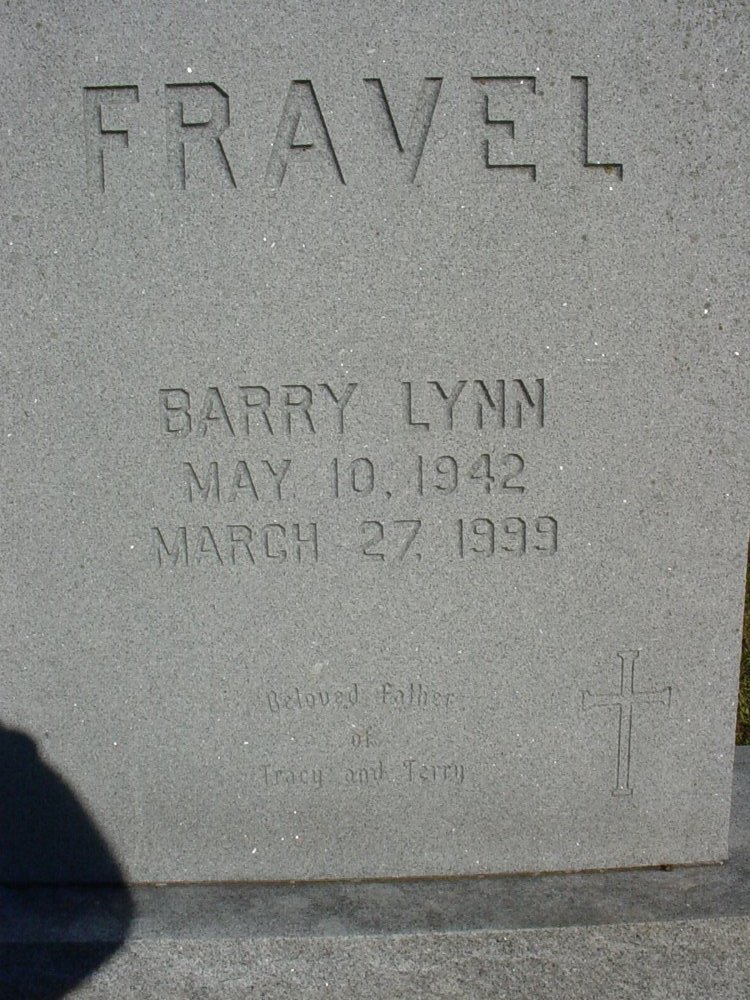 FRAVEL
BARRY LYNN
MAY 10, 1942
MARCH 27, 1999
Beloved Father
of
Tracy and Terry